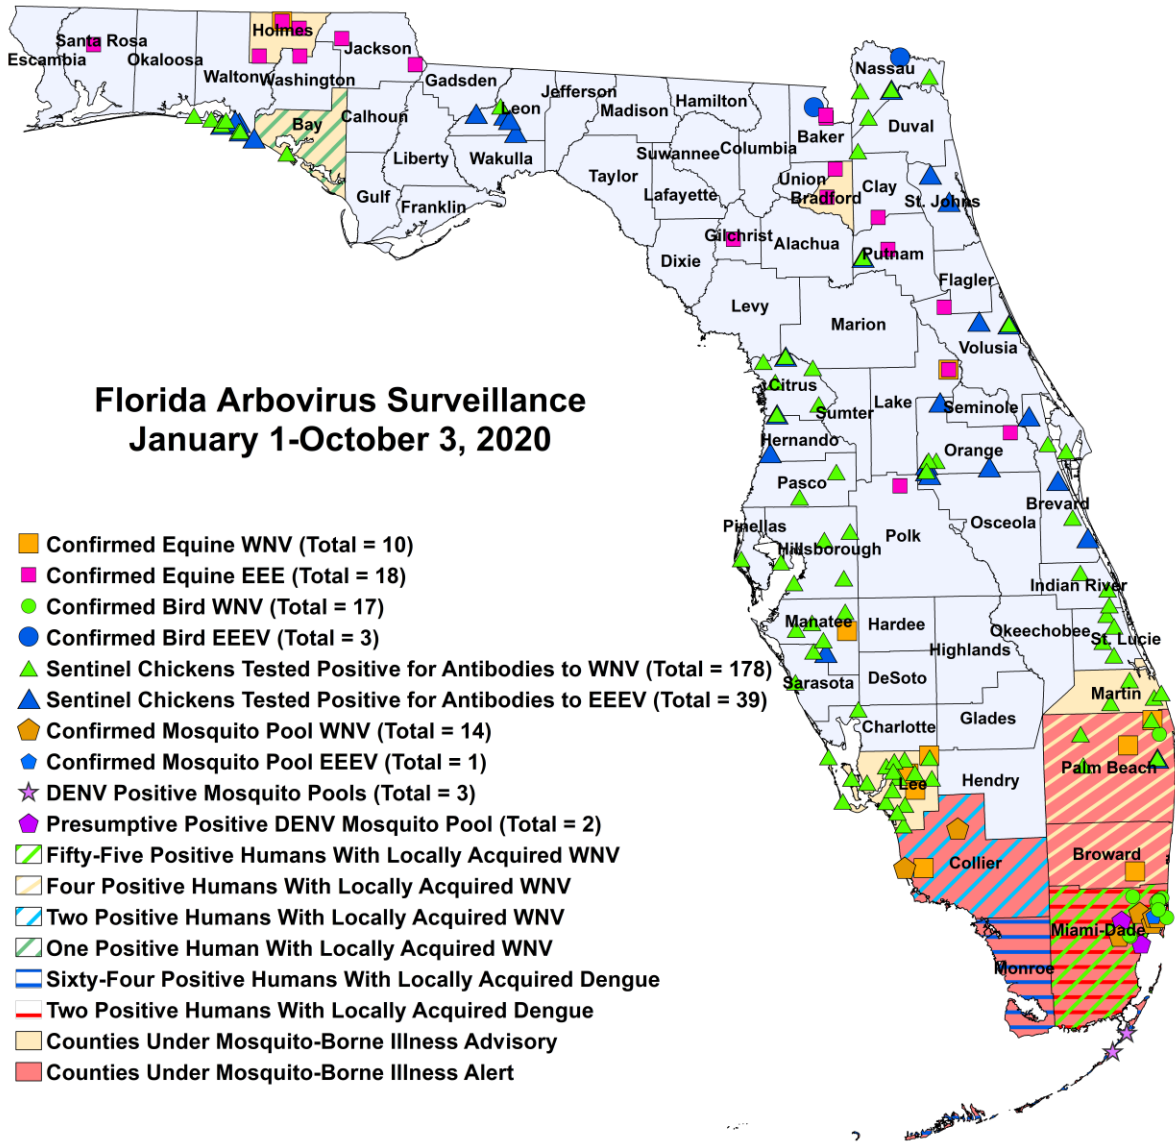 Holmes
Santa Rosa
Jackson
Escambia
Okaloosa
Walton
Washington
Gadsden
Leon
Jefferson
Madison
Hamilton
Nassau
Duval
Baker
Bay
Calhoun
Liberty
Wakulla
Suwannee
Columbia
Taylor
Lafayette
Union
Bradford
Clay
St. Johns
Gulf
Franklin
Gilchrist
Alachua
Putnam
Dixie
Flagler
Levy
Marion
Volusia
Florida Arbovirus Surveillance
January 1-October 3, 2020
Citrus
Sumter
Lake
Seminole
Hernando
Orange
Pasco
Brevard
Osceola
Pinellas
Hillsborough
Polk
Indian River
Manatee
Hardee
Okeechobee
St. Lucie
Highlands
Sarasota
DeSoto
Martin
Charlotte
Glades
Palm Beach
Lee
Hendry
Collier
Broward
Miami-Dade
Monroe
Confirmed Equine WNV (Total = 10)
Confirmed Equine EEE (Total = 18)
Confirmed Bird WNV (Total = 17)
Confirmed Bird EEEV (Total = 3)
Sentinel Chickens Tested Positive for Antibodies to WNV (Total = 178)
Sentinel Chickens Tested Positive for Antibodies to EEEV (Total = 39)
Confirmed Mosquito Pool WNV (Total = 14)
Confirmed Mosquito Pool EEEV (Total = 1)
DENV Positive Mosquito Pools (Total = 3)
Presumptive Positive DENV Mosquito Pool (Total = 2)
Fifty-Five Positive Humans With Locally Acquired WNV
Four Positive Humans With Locally Acquired WNV
Two Positive Humans With Locally Acquired WNV
One Positive Human With Locally Acquired WNV
Sixty-Four Positive Humans With Locally Acquired Dengue
Two Positive Humans With Locally Acquired Dengue
Counties Under Mosquito-Borne Illness Advisory
Counties Under Mosquito-Borne Illness Alert